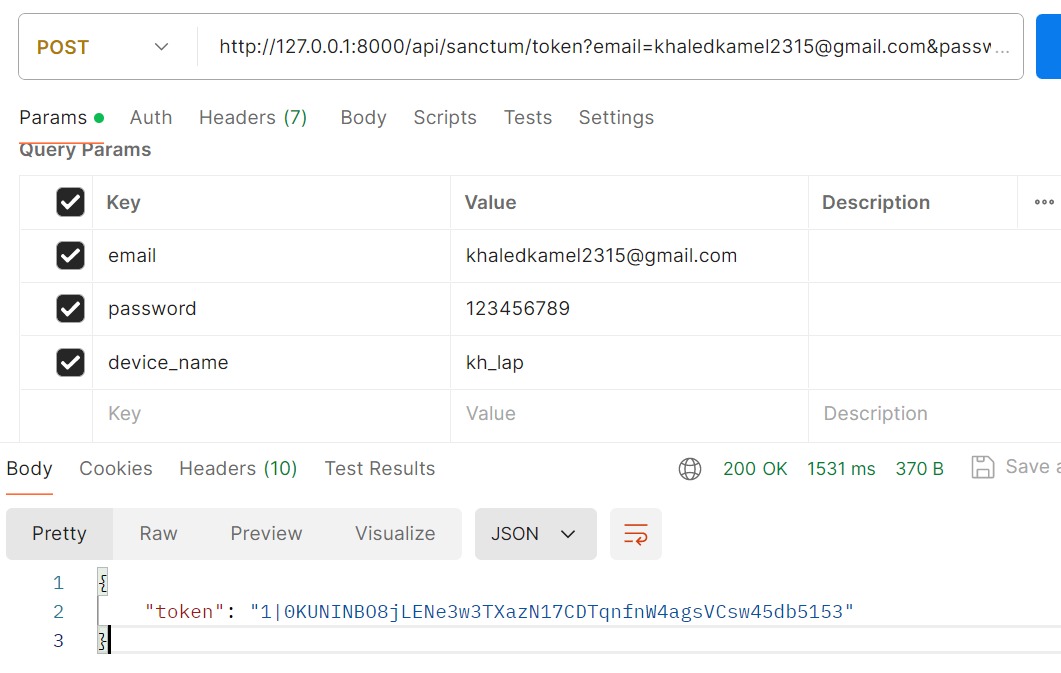 POST http://127.0.0.1:8000/api/sanctum/token?email=khaledkamel2315@gmail.com&passw...
Params Auth Headers (7) Body Scripts Tests Settings
Query Params
Key Value Description
email khaledkamel2315@gmail.com
password 123456789
device_name kh_lap
Key Value Description
Body Cookies Headers (10) Test Results 200 OK 1531 ms 370 B Save a
Pretty Raw Preview Visualize JSON
1 {
2 "token": "1|0KUNINBO8jLENe3w3TXazN17CDTqnfnW4agsVCsw45db5153"
3 }